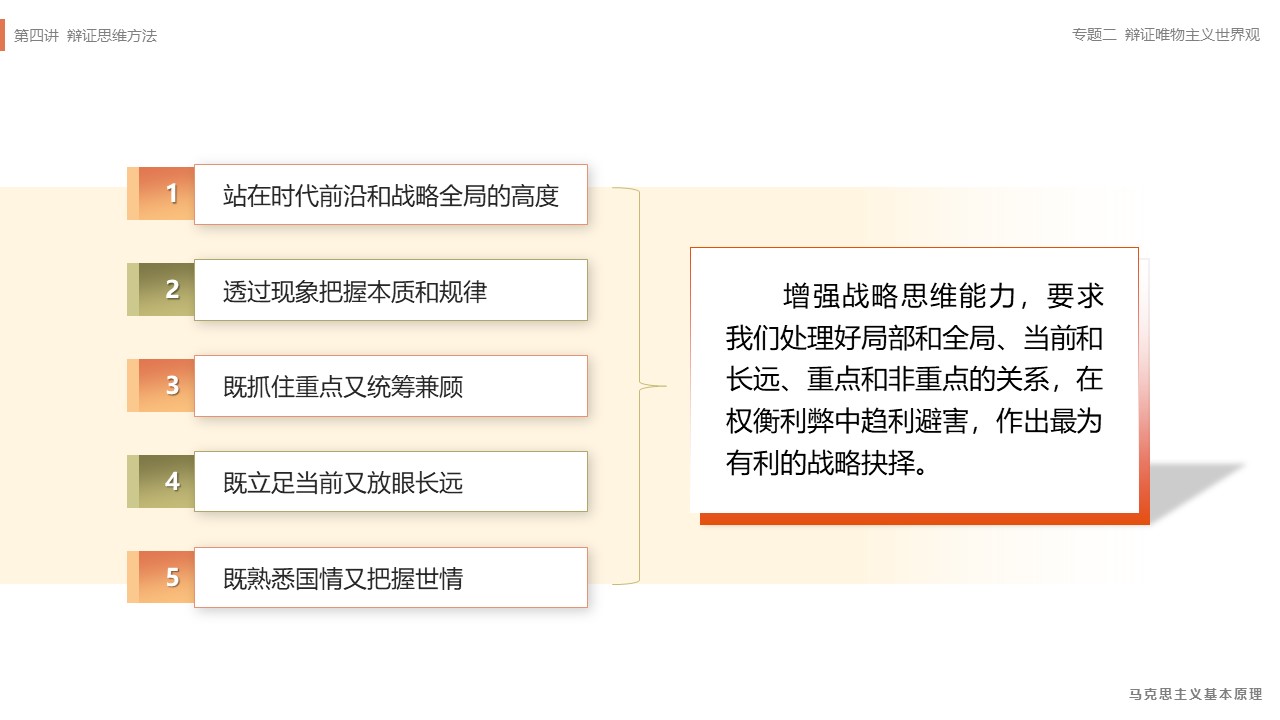 第四讲 辩证思维方法
专题二 辩证唯物主义世界观
1 站在时代前沿和战略全局的高度
2 透过现象把握本质和规律
3 既抓住重点又统筹兼顾
4 既立足当前又放眼长远
5 既熟悉国情又把握世情
增强战略思维能力，要求
我们处理好局部和全局、当前和
长远、重点和非重点的关系，在
权衡利弊中趋利避害，作出最为
有利的战略抉择。
马克思主义基本原理